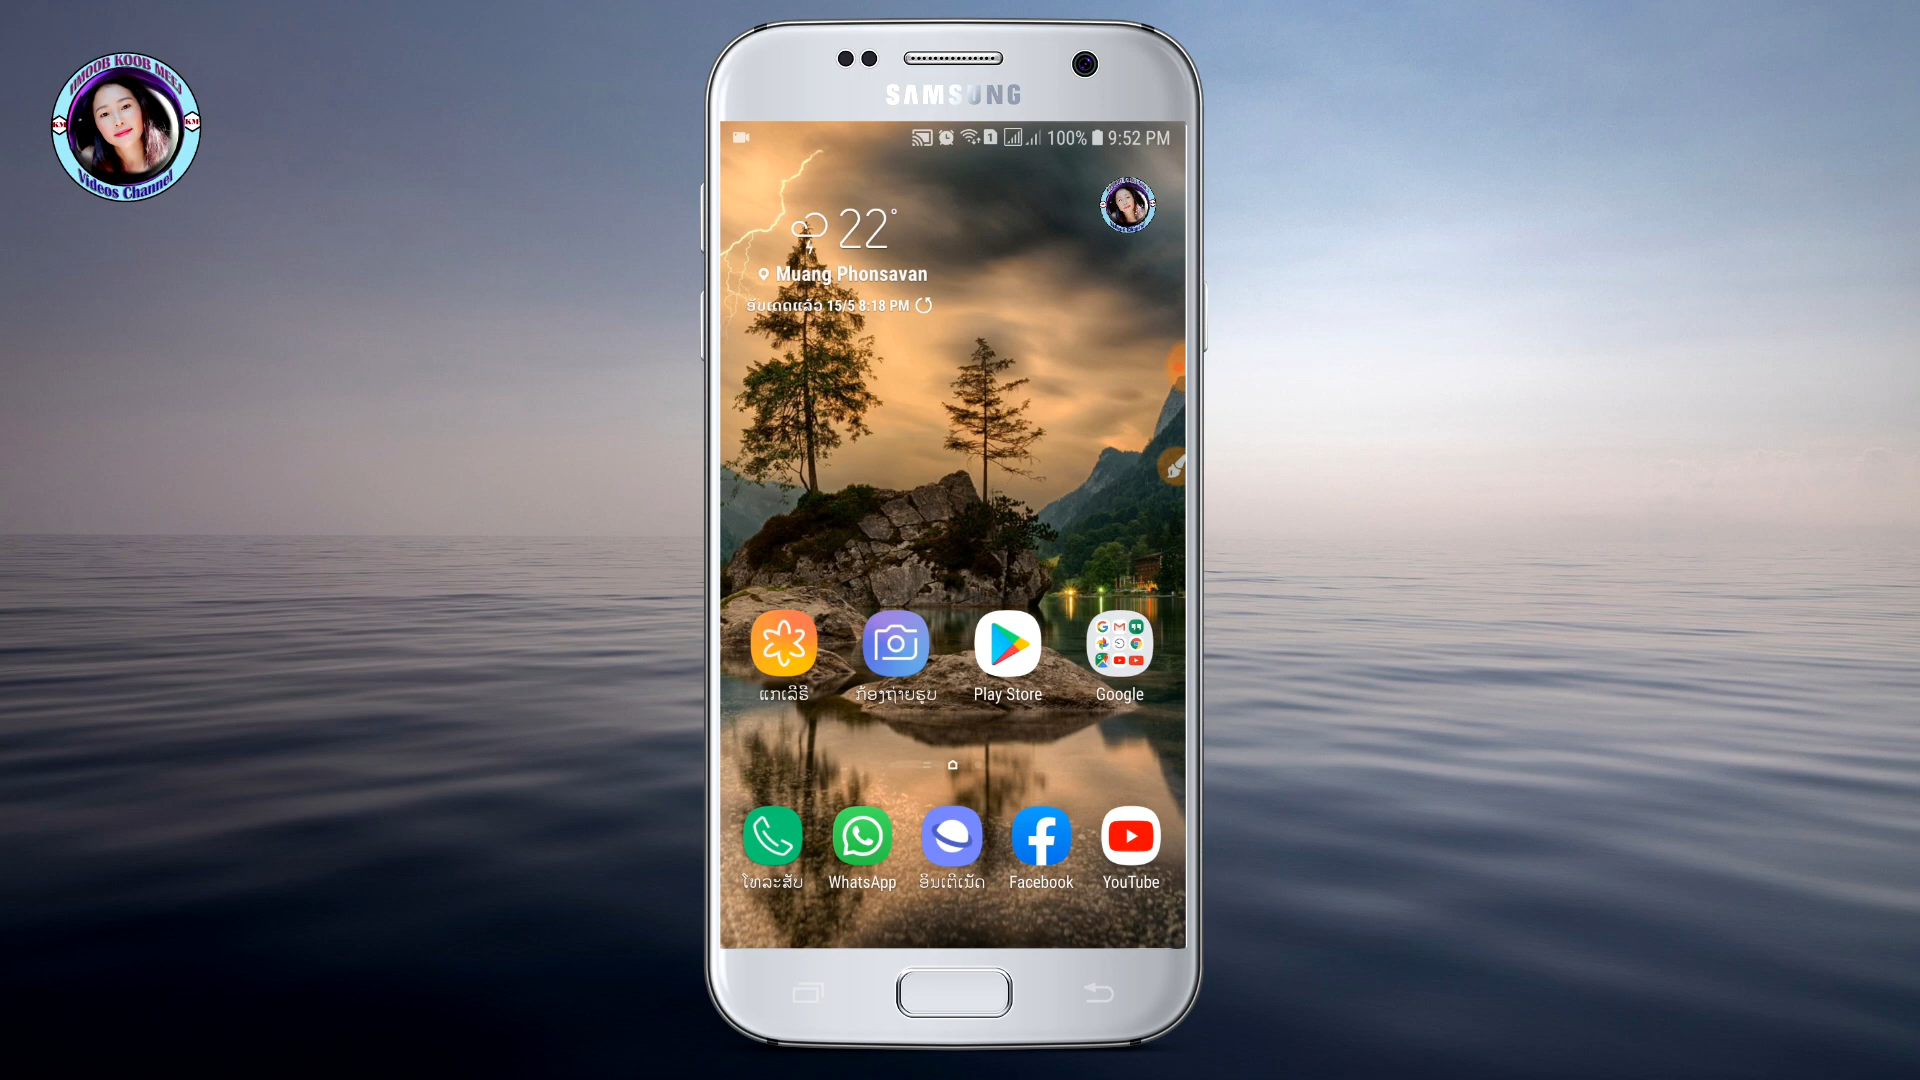 HMOOB KOOB MEEJ
KM
KM
Videos Channel
SAMSUNG
1 100% 9:52 PM
22°
Muang Phonsavan
ອັບເດດແລ້ວ 15/5 8:18 PM
ແກເລີຣີ
ກ້ອງຖ່າຍຮູບ
Play Store
Google
ໂທລະສັບ
WhatsApp
ອິນເຕີເນັດ
Facebook
YouTube